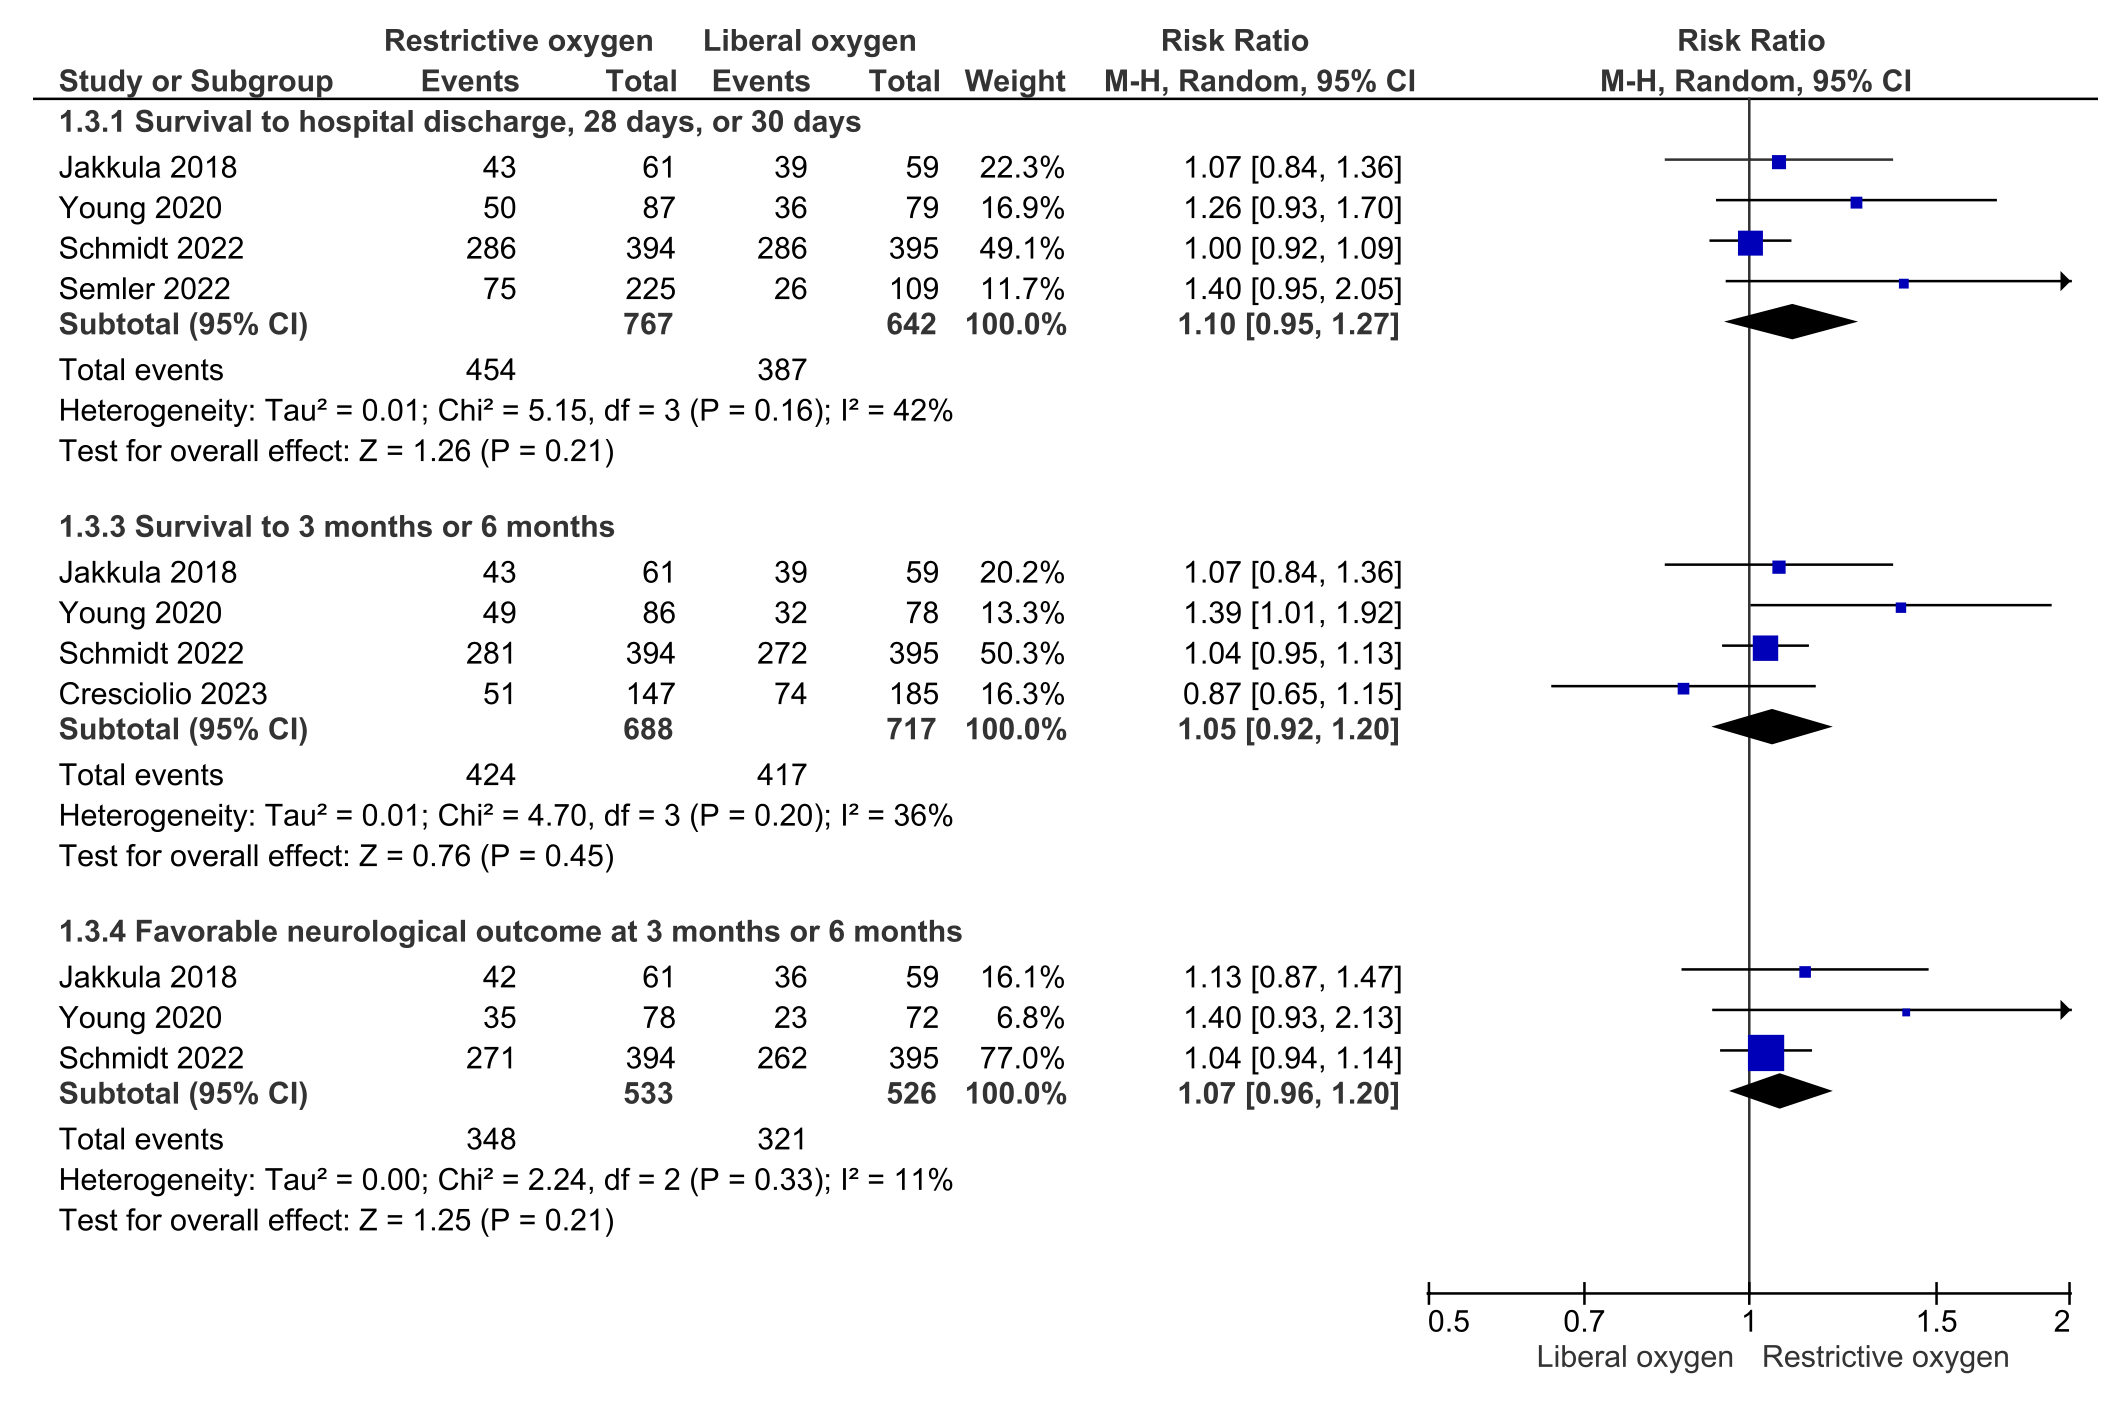 Restrictive oxygen Liberal oxygen Risk Ratio Risk Ratio
Study or Subgroup Events Total Events Total Weight M-H, Random, 95% CI M-H, Random, 95% CI
1.3.1 Survival to hospital discharge, 28 days, or 30 days
Jakkula 2018 43 61 39 59 22.3% 1.07 [0.84, 1.36]
Young 2020 50 87 36 79 16.9% 1.26 [0.93, 1.70]
Schmidt 2022 286 394 286 395 49.1% 1.00 [0.92, 1.09]
Semler 2022 75 225 26 109 11.7% 1.40 [0.95, 2.05]
Subtotal (95% CI) 767 642 100.0% 1.10 [0.95, 1.27]
Total events 454 387
Heterogeneity: Tau² = 0.01; Chi² = 5.15, df = 3 (P = 0.16); I² = 42%
Test for overall effect: Z = 1.26 (P = 0.21)
1.3.3 Survival to 3 months or 6 months
Jakkula 2018 43 61 39 59 20.2% 1.07 [0.84, 1.36]
Young 2020 49 86 32 78 13.3% 1.39 [1.01, 1.92]
Schmidt 2022 281 394 272 395 50.3% 1.04 [0.95, 1.13]
Cresciolio 2023 51 147 74 185 16.3% 0.87 [0.65, 1.15]
Subtotal (95% CI) 688 717 100.0% 1.05 [0.92, 1.20]
Total events 424 417
Heterogeneity: Tau² = 0.01; Chi² = 4.70, df = 3 (P = 0.20); I² = 36%
Test for overall effect: Z = 0.76 (P = 0.45)
1.3.4 Favorable neurological outcome at 3 months or 6 months
Jakkula 2018 42 61 36 59 16.1% 1.13 [0.87, 1.47]
Young 2020 35 78 23 72 6.8% 1.40 [0.93, 2.13]
Schmidt 2022 271 394 262 395 77.0% 1.04 [0.94, 1.14]
Subtotal (95% CI) 533 526 100.0% 1.07 [0.96, 1.20]
Total events 348 321
Heterogeneity: Tau² = 0.00; Chi² = 2.24, df = 2 (P = 0.33); I² = 11%
Test for overall effect: Z = 1.25 (P = 0.21)
0.5 0.7 1 1.5 2
Liberal oxygen Restrictive oxygen